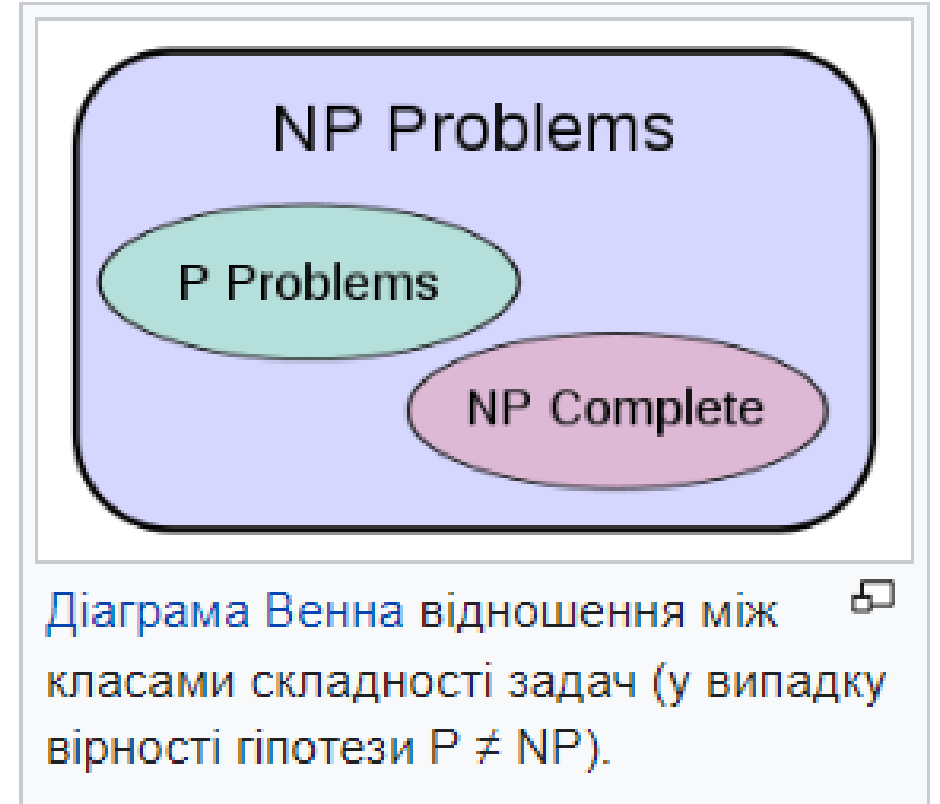 NP Problems
P Problems
NP Complete
Діаграма Венна відношення між
класами складності задач (у випадку
вірності гіпотези P ≠ NP).